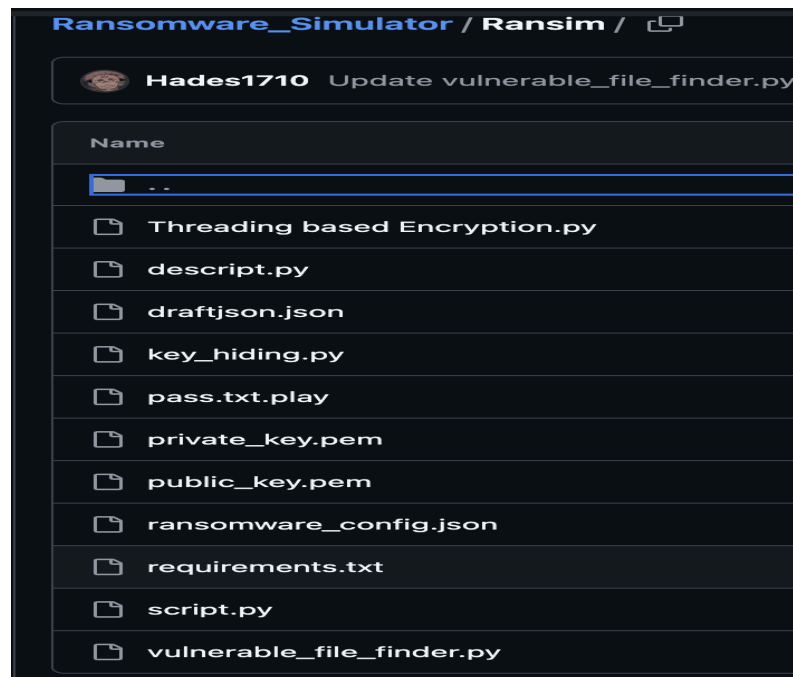 Ransomware_Simulator / Ransim /
Hades1710 Update vulnerable_file_finder.py
Name
..
Threading based Encryption.py
descript.py
draftjson.json
key_hiding.py
pass.txt.play
private_key.pem
public_key.pem
ransomware_config.json
requirements.txt
script.py
vulnerable_file_finder.py